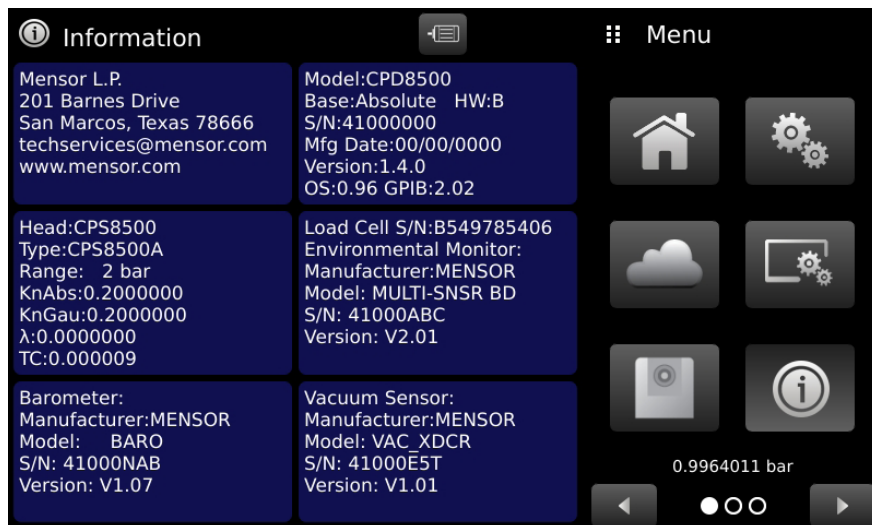 Information
Menu
Mensor L.P.
201 Barnes Drive
San Marcos, Texas 78666
techservices@mensor.com
www.mensor.com
Model:CPD8500
Base:Absolute HW:B
S/N:41000000
Mfg Date:00/00/0000
Version:1.4.0
OS:0.96 GPIB:2.02
Head:CPS8500
Type:CPS8500A
Range: 2 bar
KnAbs:0.2000000
KnGau:0.2000000
λ:0.0000000
TC:0.000009
Load Cell S/N:B549785406
Environmental Monitor:
Manufacturer:MENSOR
Model: MULTI-SNSR BD
S/N: 41000ABC
Version: V2.01
Barometer:
Manufacturer:MENSOR
Model: BARO
S/N: 41000NAB
Version: V1.07
Vacuum Sensor:
Manufacturer:MENSOR
Model: VAC_XDCR
S/N: 41000E5T
Version: V1.01
0.9964011 bar